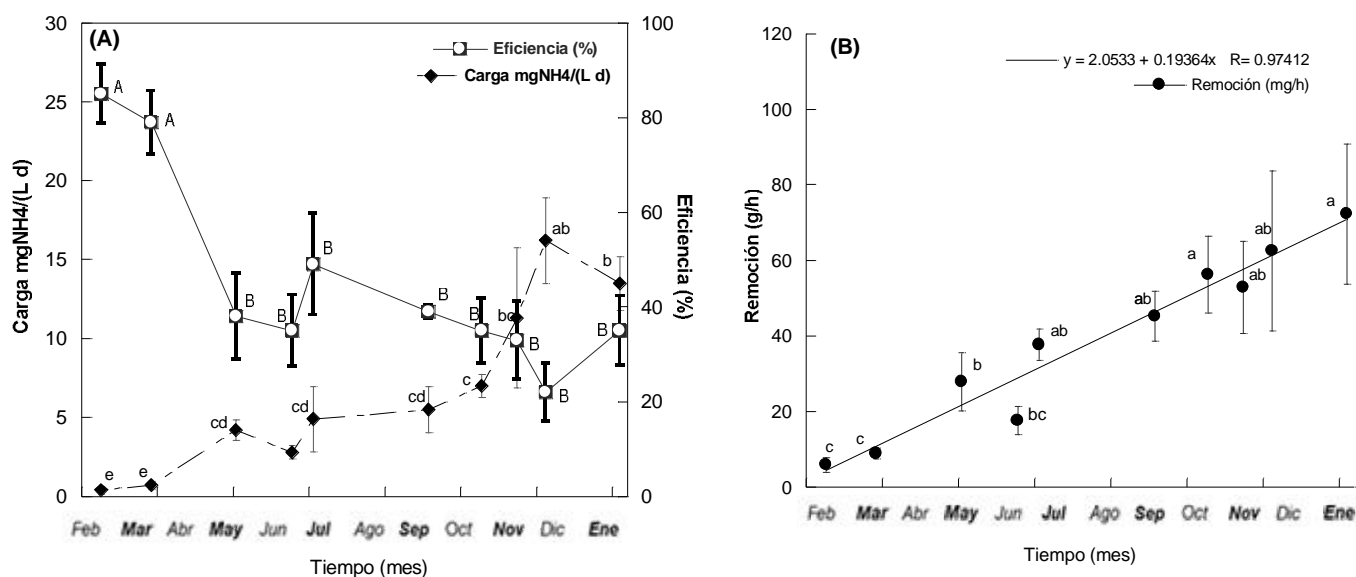 (A)
Eficiencia (%)
Carga mgNH4/(L d)
30
25
20
15
10
5
0
100
80
60
40
20
0
Carga mgNH4/(L d)
Eficiencia (%)
A
A
B
B
B
B
B
B
B
B
e
e
cd
cd
cd
c
bc
ab
b
Feb Mar Abr May Jun Jul Ago Sep Oct Nov Dic Ene
Tiempo (mes)
(B)
y = 2.0533 + 0.19364x R= 0.97412
Remoción (mg/h)
120
100
80
60
40
20
0
Remoción (g/h)
c
c
b
bc
ab
ab
a
ab
ab
a
Feb Mar Abr May Jun Jul Ago Sep Oct Nov Dic Ene
Tiempo (mes)